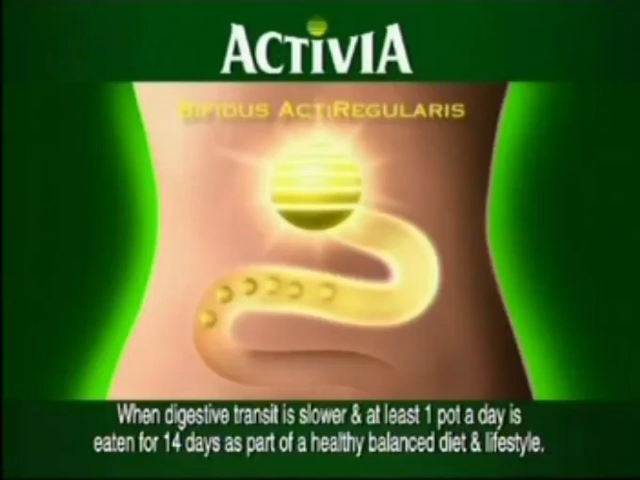 ACTIVIA
BIFIDUS ACTIREGULARIS
When digestive transit is slower & at least 1 pot a day is
eaten for 14 days as part of a healthy balanced diet & lifestyle.